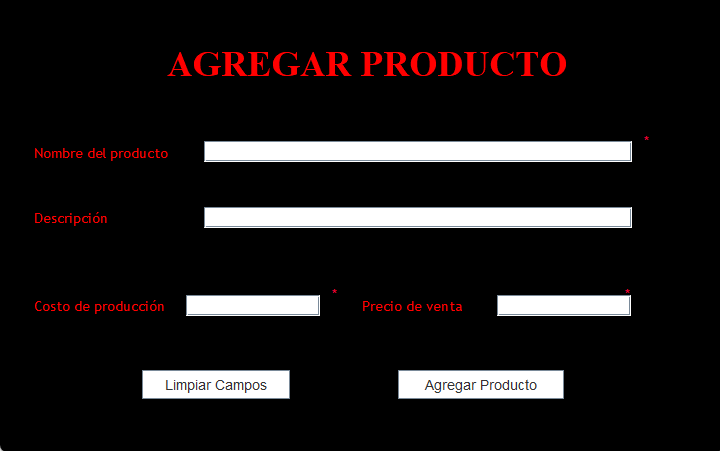 AGREGAR PRODUCTO
Nombre del producto *
Descripción
Costo de producción * Precio de venta *
Limpiar Campos Agregar Producto